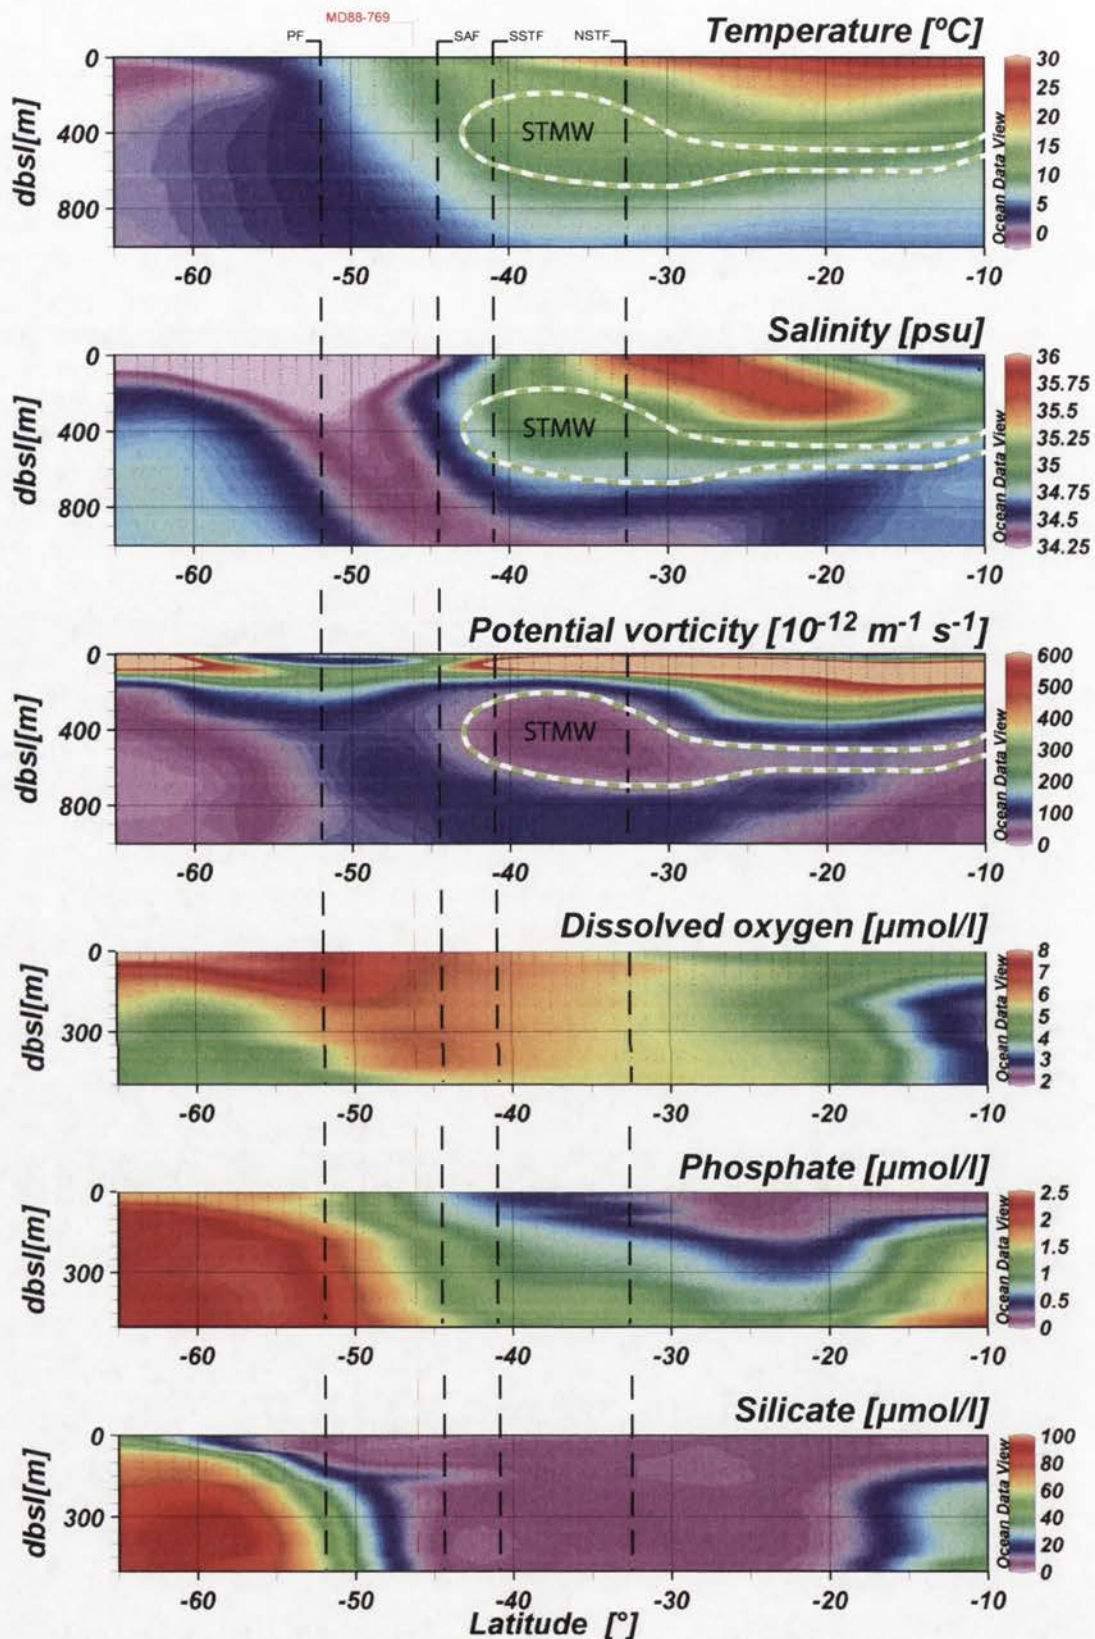 MD88-769
PF SAF SSTF NSTF Temperature [ºC]
dbsl[m]
0
400
800
STMW
Ocean Data View
30
25
20
15
10
5
0
-60 -50 -40 -30 -20 -10
Salinity [psu]
dbsl[m]
0
400
800
STMW
Ocean Data View
36
35.75
35.5
35.25
35
34.75
34.5
34.25
-60 -50 -40 -30 -20 -10
Potential vorticity [10⁻¹² m⁻¹ s⁻¹]
dbsl[m]
0
400
800
STMW
Ocean Data View
600
500
400
300
200
100
0
-60 -50 -40 -30 -20 -10
Dissolved oxygen [µmol/l]
dbsl[m]
0
300
Ocean Data View
8
7
6
5
4
3
2
-60 -50 -40 -30 -20 -10
Phosphate [µmol/l]
dbsl[m]
0
300
Ocean Data View
2.5
2
1.5
1
0.5
0
-60 -50 -40 -30 -20 -10
Silicate [µmol/l]
dbsl[m]
0
300
Ocean Data View
100
80
60
40
20
0
-60 -50 -40 -30 -20 -10
Latitude [°]